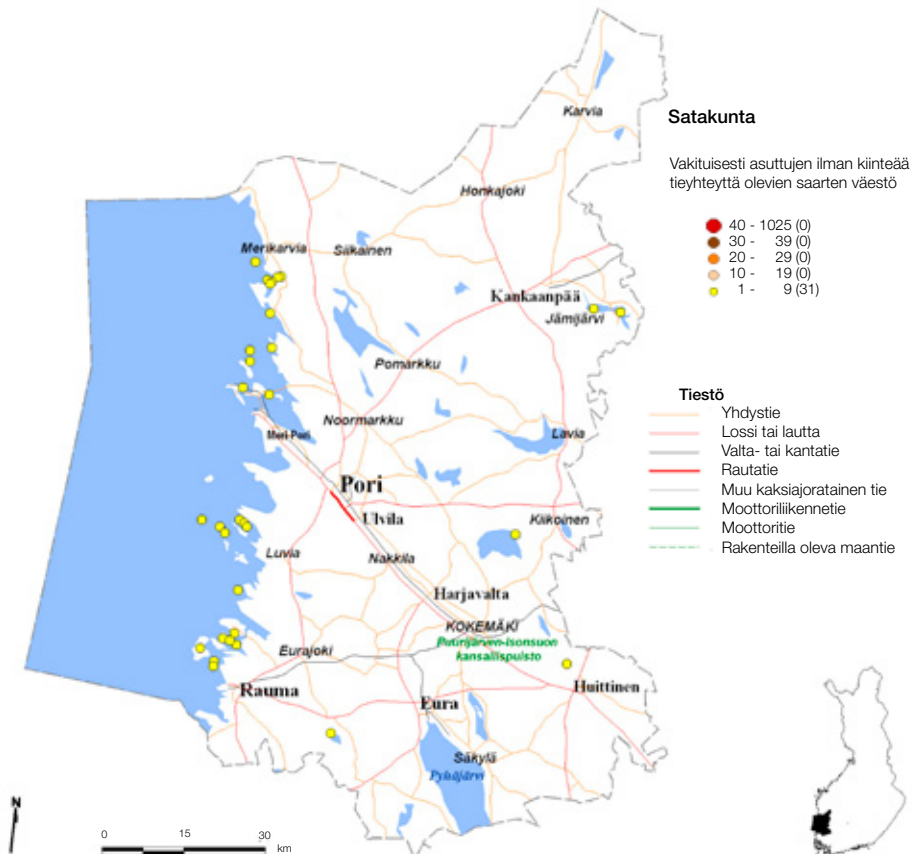 Karvia
Satakunta
Vakituisesti asuttujen ilman kiinteää
tieyhteyttä olevien saarten väestö
40 - 1025 (0)
30 - 39 (0)
20 - 29 (0)
10 - 19 (0)
1 - 9 (31)
Honkajoki
Merikarvia
Siikainen
Kankaanpää
Jämijärvi
Pomarkku
Noormarkku
Lavia
Meri-Pori
Pori
Ulvila
Kiikoinen
Luvia
Nakkila
Harjavalta
KOKEMÄKI
Puurijärven-isonsuon
kansallispuisto
Eurajoki
Rauma
Huittinen
Eura
Säkylä
Pyhäjärvi
Tiestö
Yhdystie
Lossi tai lautta
Valta- tai kantatie
Rautatie
Muu kaksiajoratainen tie
Moottoriliikennetie
Moottoritie
Rakenteilla oleva maantie
N
0 15 30
km